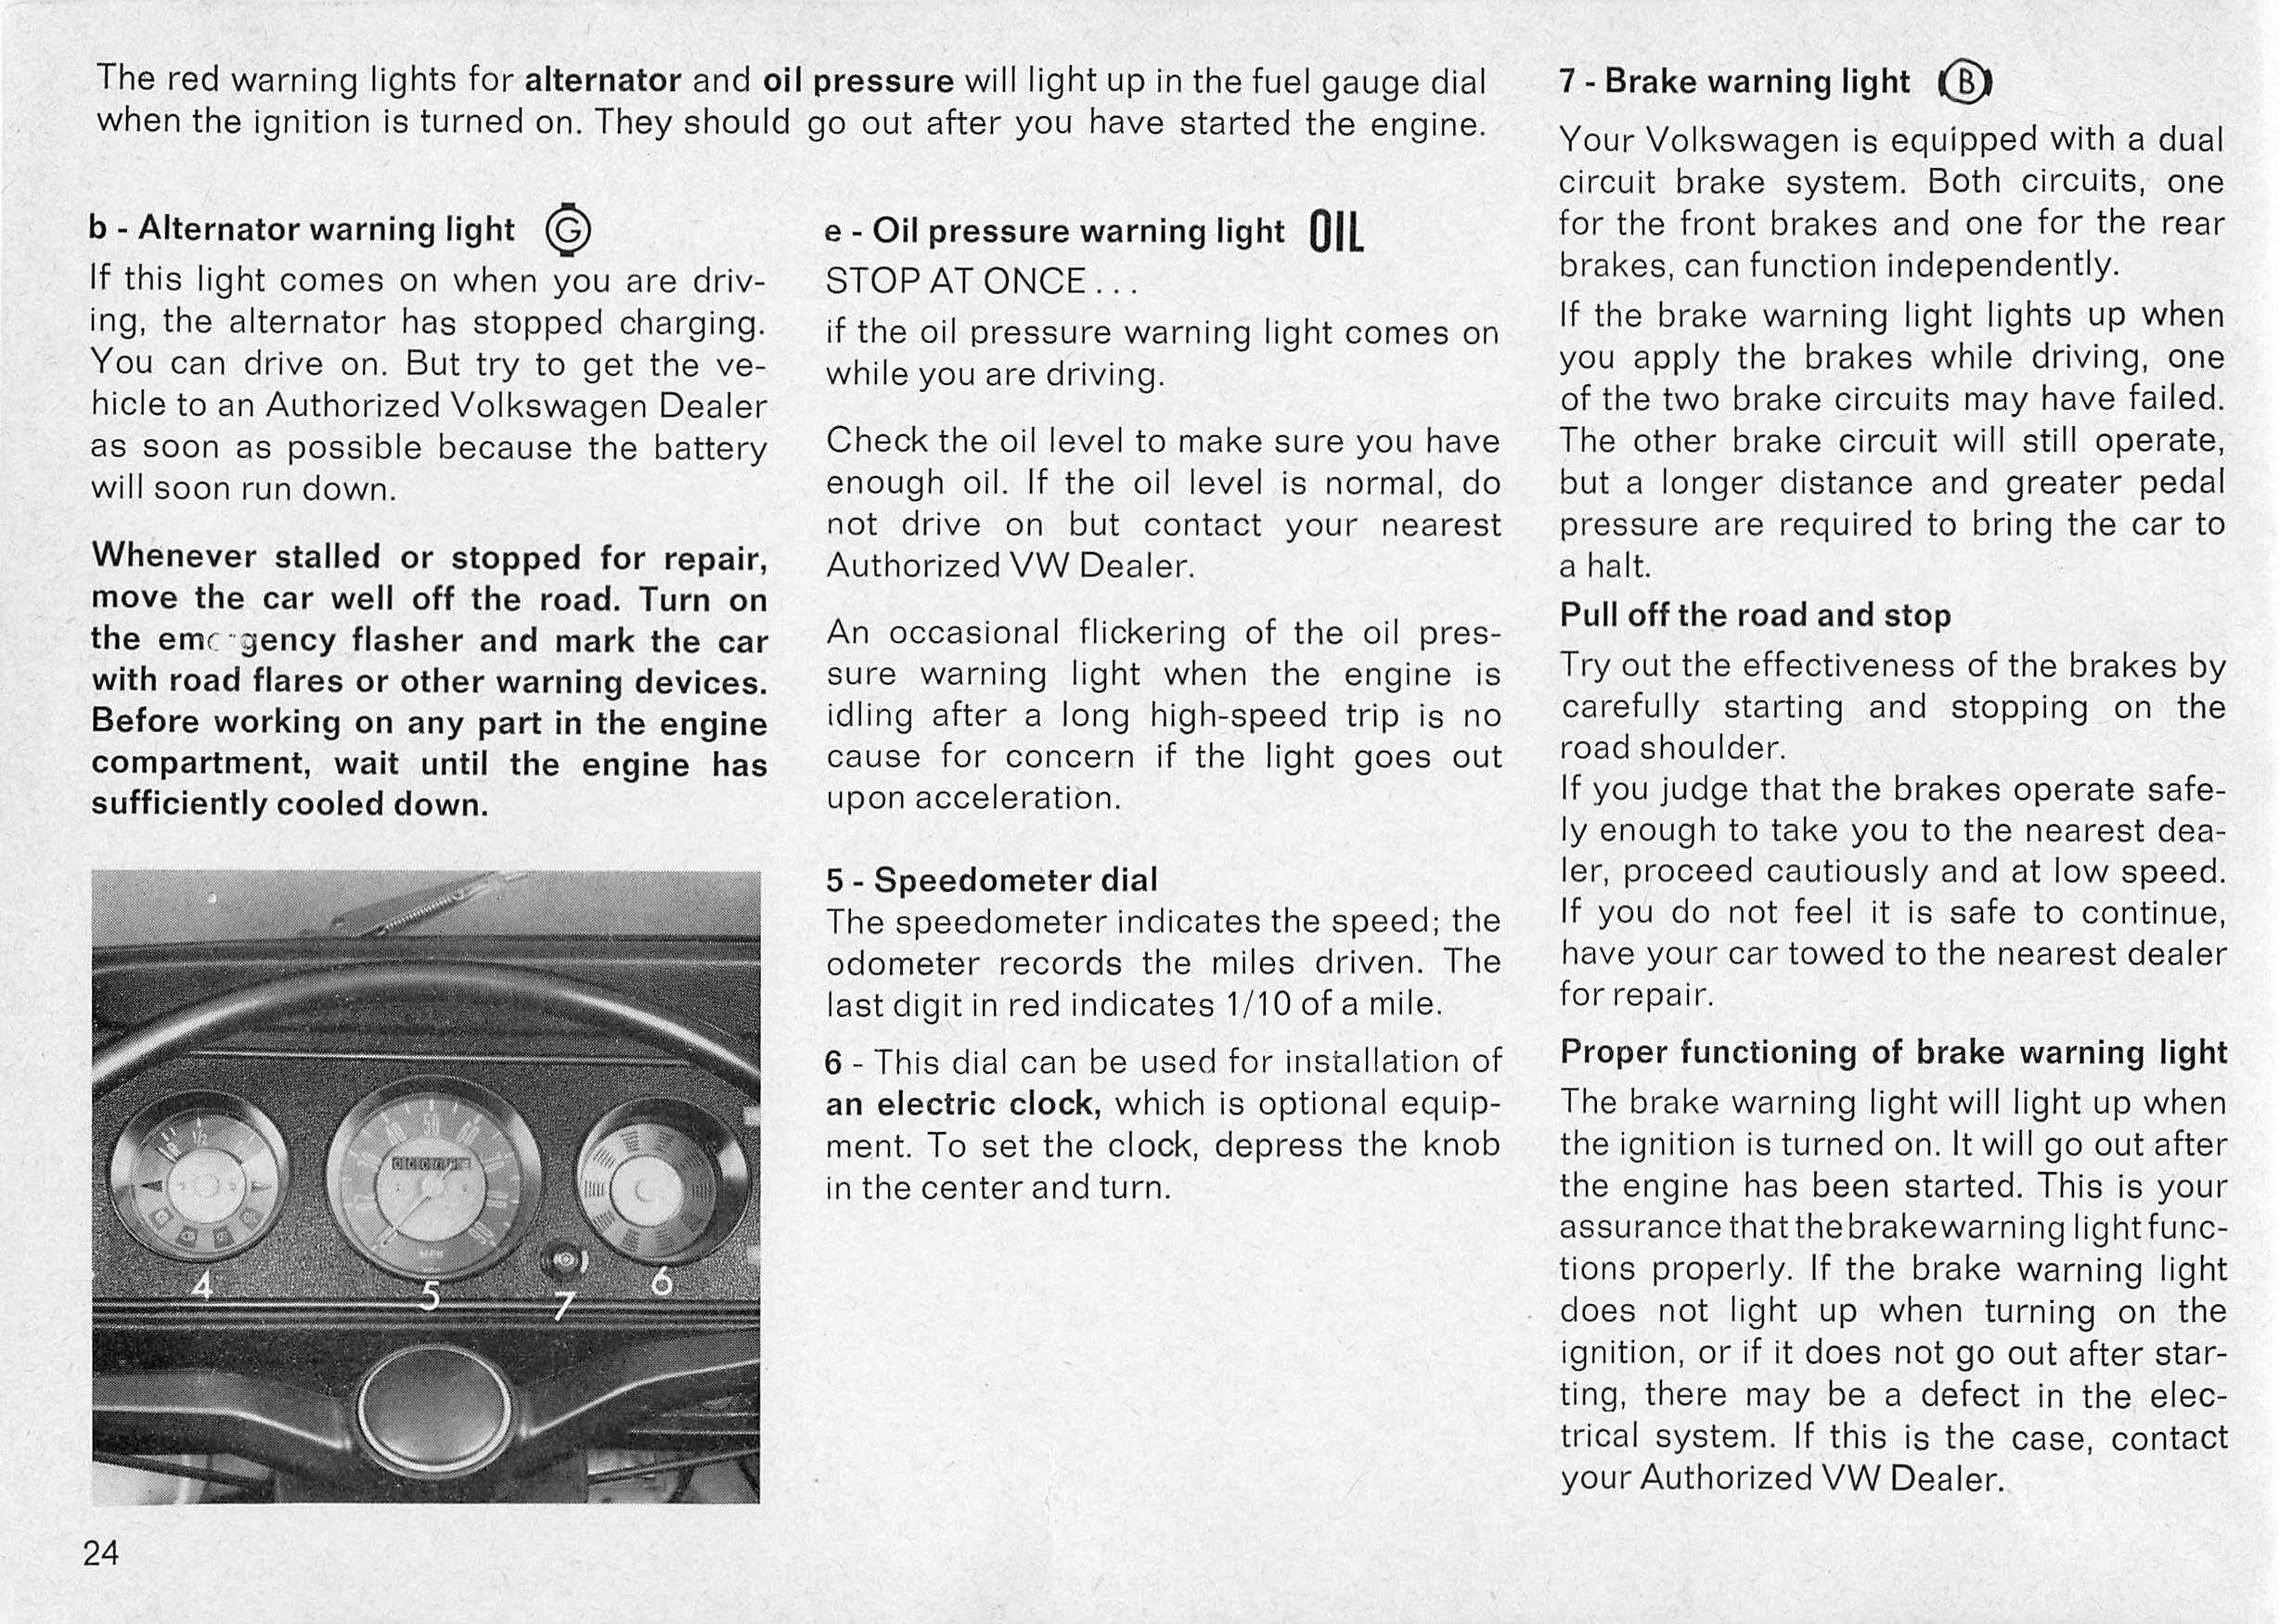 The red warning lights for alternator and oil pressure will light up in the fuel gauge dial
when the ignition is turned on. They should go out after you have started the engine.
b - Alternator warning light G
If this light comes on when you are driv-
ing, the alternator has stopped charging.
You can drive on. But try to get the ve-
hicle to an Authorized Volkswagen Dealer
as soon as possible because the battery
will soon run down.
Whenever stalled or stopped for repair,
move the car well off the road. Turn on
the emergency flasher and mark the car
with road flares or other warning devices.
Before working on any part in the engine
compartment, wait until the engine has
sufficiently cooled down.
1/2
40 50 60
MPH
4
5
7
6
24
e - Oil pressure warning light OIL
STOP AT ONCE . . .
if the oil pressure warning light comes on
while you are driving.
Check the oil level to make sure you have
enough oil. If the oil level is normal, do
not drive on but contact your nearest
Authorized VW Dealer.
An occasional flickering of the oil pres-
sure warning light when the engine is
idling after a long high-speed trip is no
cause for concern if the light goes out
upon acceleration.
5 - Speedometer dial
The speedometer indicates the speed; the
odometer records the miles driven. The
last digit in red indicates 1/10 of a mile.
6 - This dial can be used for installation of
an electric clock, which is optional equip-
ment. To set the clock, depress the knob
in the center and turn.
7 - Brake warning light B
Your Volkswagen is equipped with a dual
circuit brake system. Both circuits, one
for the front brakes and one for the rear
brakes, can function independently.
If the brake warning light lights up when
you apply the brakes while driving, one
of the two brake circuits may have failed.
The other brake circuit will still operate,
but a longer distance and greater pedal
pressure are required to bring the car to
a halt.
Pull off the road and stop
Try out the effectiveness of the brakes by
carefully starting and stopping on the
road shoulder.
If you judge that the brakes operate safe-
ly enough to take you to the nearest dea-
ler, proceed cautiously and at low speed.
If you do not feel it is safe to continue,
have your car towed to the nearest dealer
for repair.
Proper functioning of brake warning light
The brake warning light will light up when
the ignition is turned on. It will go out after
the engine has been started. This is your
assurance that the brake warning light func-
tions properly. If the brake warning light
does not light up when turning on the
ignition, or if it does not go out after star-
ting, there may be a defect in the elec-
trical system. If this is the case, contact
your Authorized VW Dealer.